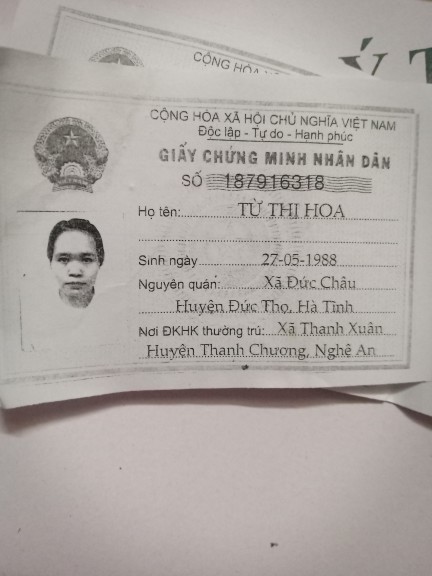 CỘNG HÒA
Ý T
CỘNG HÒA XÃ HỘI CHỦ NGHĨA VIỆT NAM
Độc lập - Tự do - Hạnh phúc
GIẤY CHỨNG MINH NHÂN DÂN
SỐ 187916318
Họ tên: TỪ THỊ HOA
Sinh ngày 27-05-1988
Nguyên quán: Xã Đức Châu
Huyện Đức Thọ, Hà Tĩnh
Nơi ĐKHK thường trú: Xã Thanh Xuân
Huyện Thanh Chương, Nghệ An